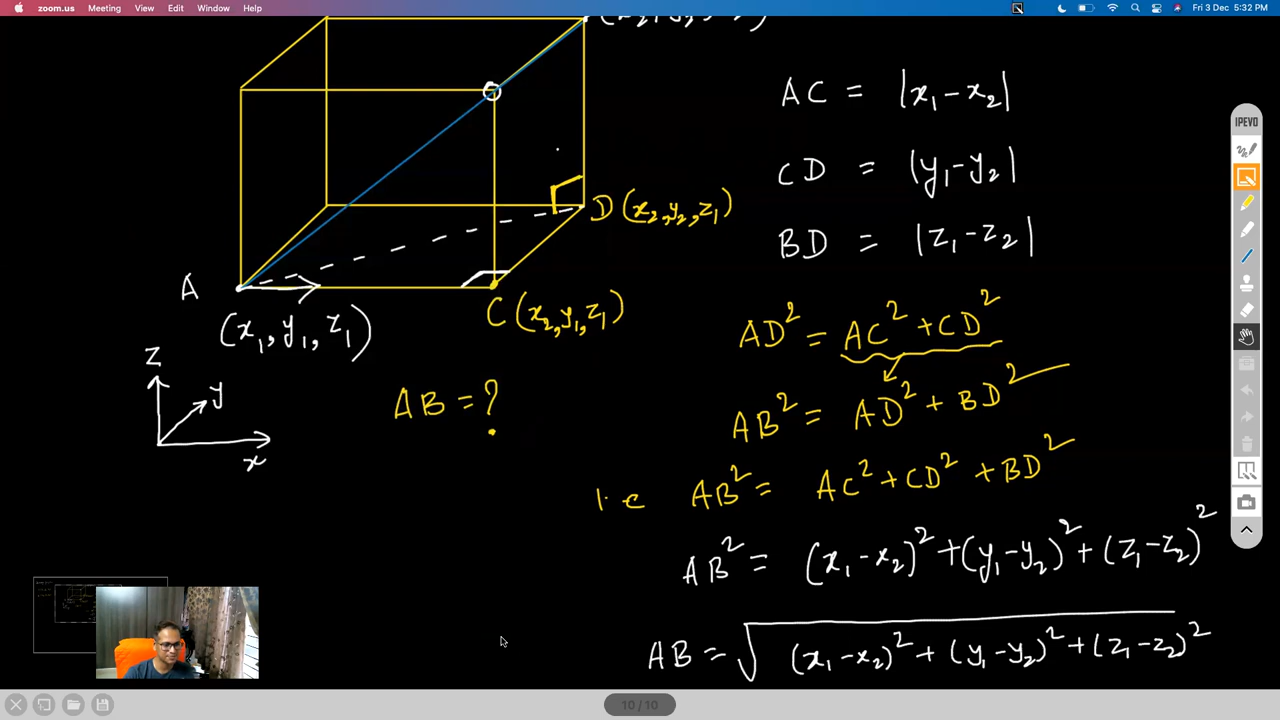 zoom.us Meeting View Edit Window Help Fri 3 Dec 5:32 PM
AC = |x₁ - x₂|
IPEVO
CD = |y₁ - y₂|
D (x₂, y₂, z₁)
BD = |z₁ - z₂|
A
C (x₂, y₁, z₁)
(x₁, y₁, z₁)
AD² = AC² + CD²
z
y
x
AB = ?
AB² = AD² + BD²
i.e AB² = AC² + CD² + BD²
AB² = (x₁ - x₂)² + (y₁ - y₂)² + (z₁ - z₂)²
AB = √(x₁ - x₂)² + (y₁ - y₂)² + (z₁ - z₂)²
10 / 10